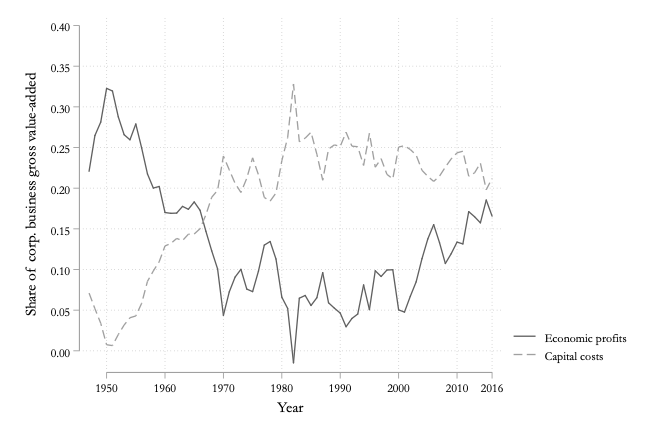 Share of corp. business gross value-added
0.40
0.35
0.30
0.25
0.20
0.15
0.10
0.05
0.00
1950 1960 1970 1980 1990 2000 2010 2016
Year
Economic profits
Capital costs